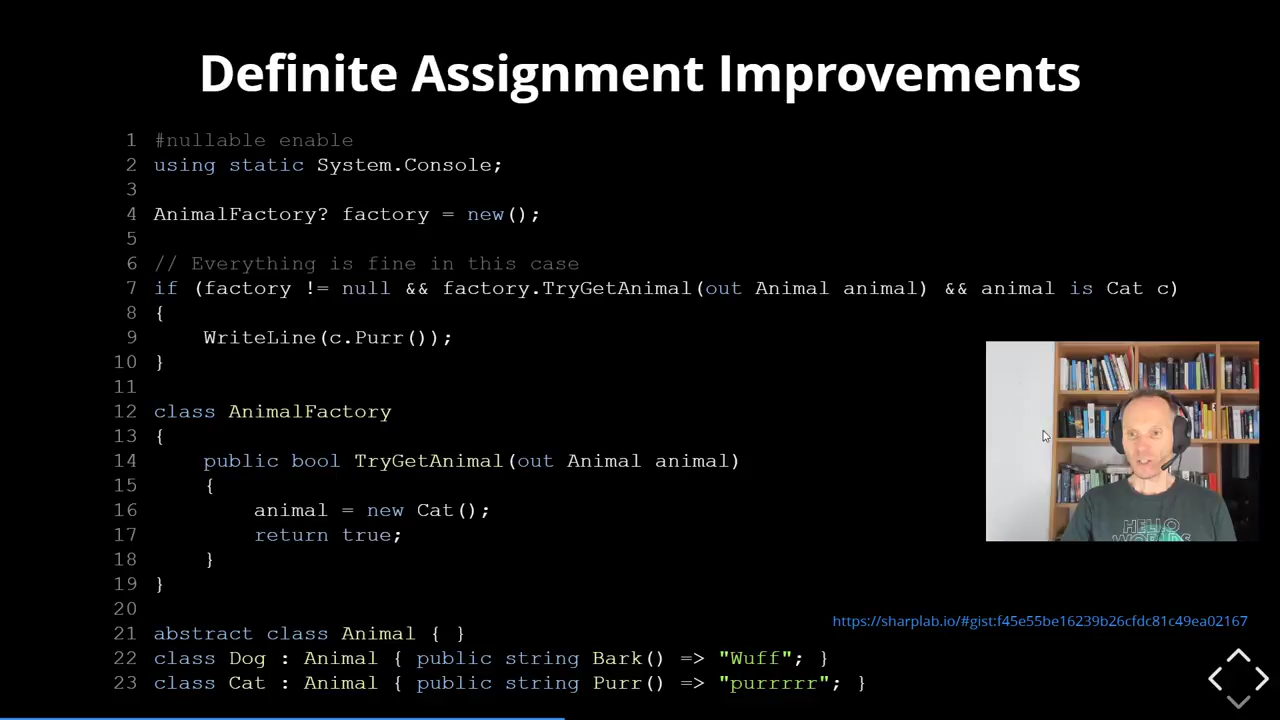 Definite Assignment Improvements
1 #nullable enable
2 using static System.Console;
3
4 AnimalFactory? factory = new();
5
6 // Everything is fine in this case
7 if (factory != null && factory.TryGetAnimal(out Animal animal) && animal is Cat c)
8 {
9     WriteLine(c.Purr());
10 }
11
12 class AnimalFactory
13 {
14     public bool TryGetAnimal(out Animal animal)
15     {
16         animal = new Cat();
17         return true;
18     }
19 }
20
21 abstract class Animal { }
22 class Dog : Animal { public string Bark() => "Wuff"; }
23 class Cat : Animal { public string Purr() => "purrrrr"; }
HELLO
WORLDS
https://sharplab.io/#gist:f45e55be16239b26cfdc81c49ea02167